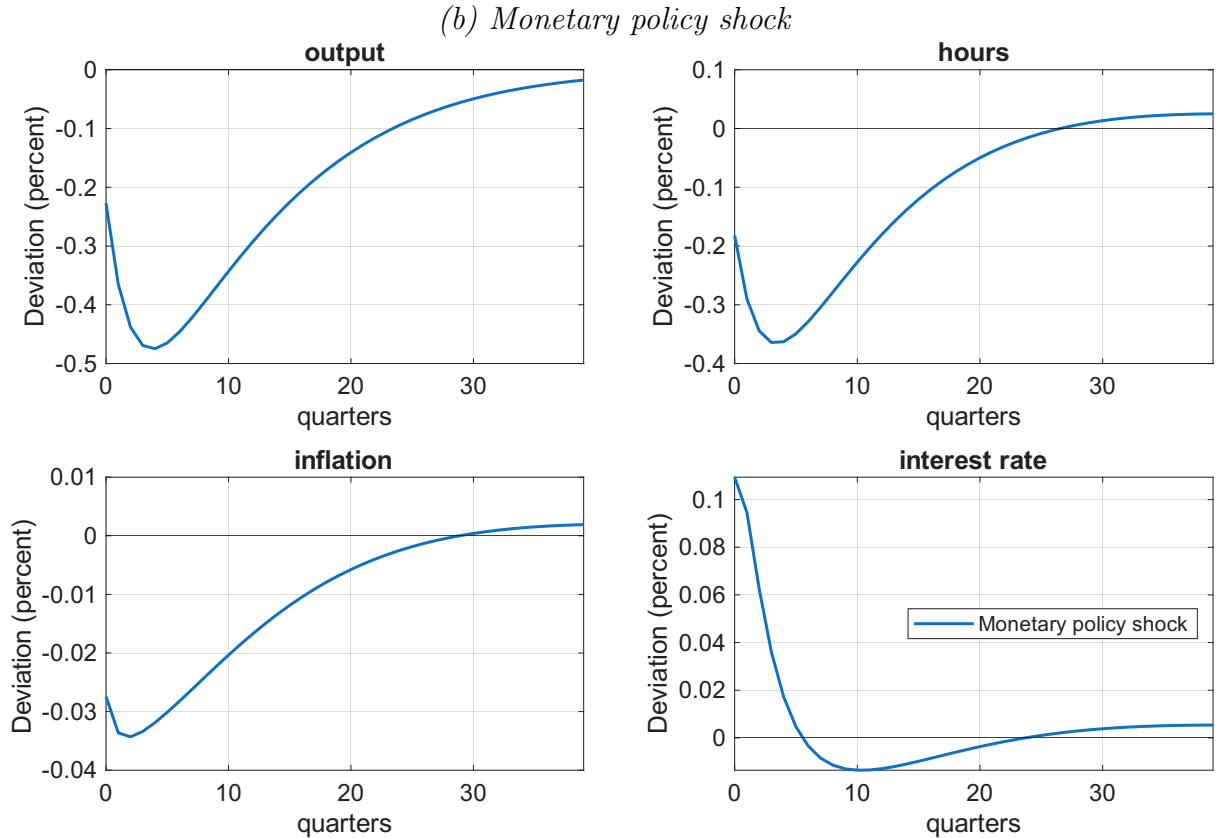 (b) Monetary policy shock
output
Deviation (percent)
0
-0.1
-0.2
-0.3
-0.4
-0.5
0
10
20
30
quarters
hours
Deviation (percent)
0.1
0
-0.1
-0.2
-0.3
-0.4
0
10
20
30
quarters
inflation
Deviation (percent)
0.01
0
-0.01
-0.02
-0.03
-0.04
0
10
20
30
quarters
interest rate
Deviation (percent)
0.1
0.08
0.06
0.04
0.02
0
Monetary policy shock
0
10
20
30
quarters